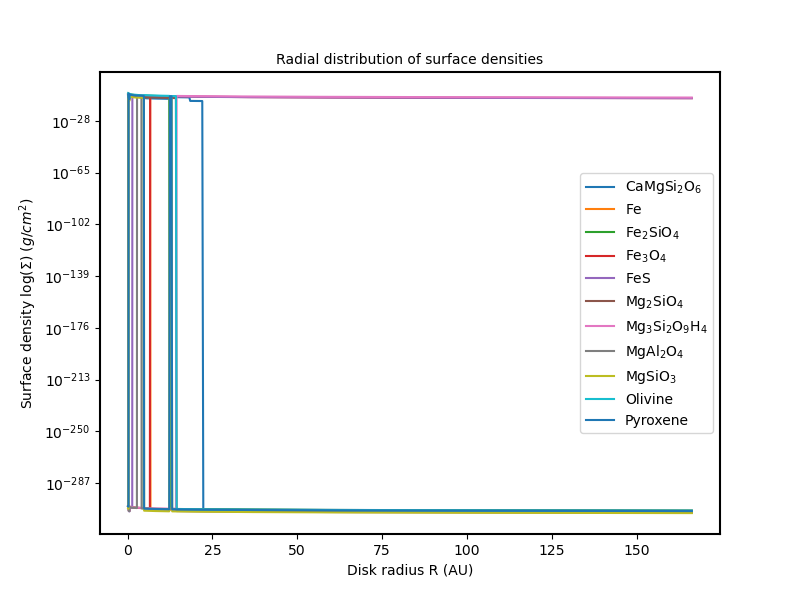 Radial distribution of surface densities
Surface density log(Σ) (g/cm²)
10⁻²⁸
10⁻⁶⁵
10⁻¹⁰²
10⁻¹³⁹
10⁻¹⁷⁶
10⁻²¹³
10⁻²⁵⁰
10⁻²⁸⁷
CaMgSi₂O₆
Fe
Fe₂SiO₄
Fe₃O₄
FeS
Mg₂SiO₄
Mg₃Si₂O₉H₄
MgAl₂O₄
MgSiO₃
Olivine
Pyroxene
0 25 50 75 100 125 150
Disk radius R (AU)